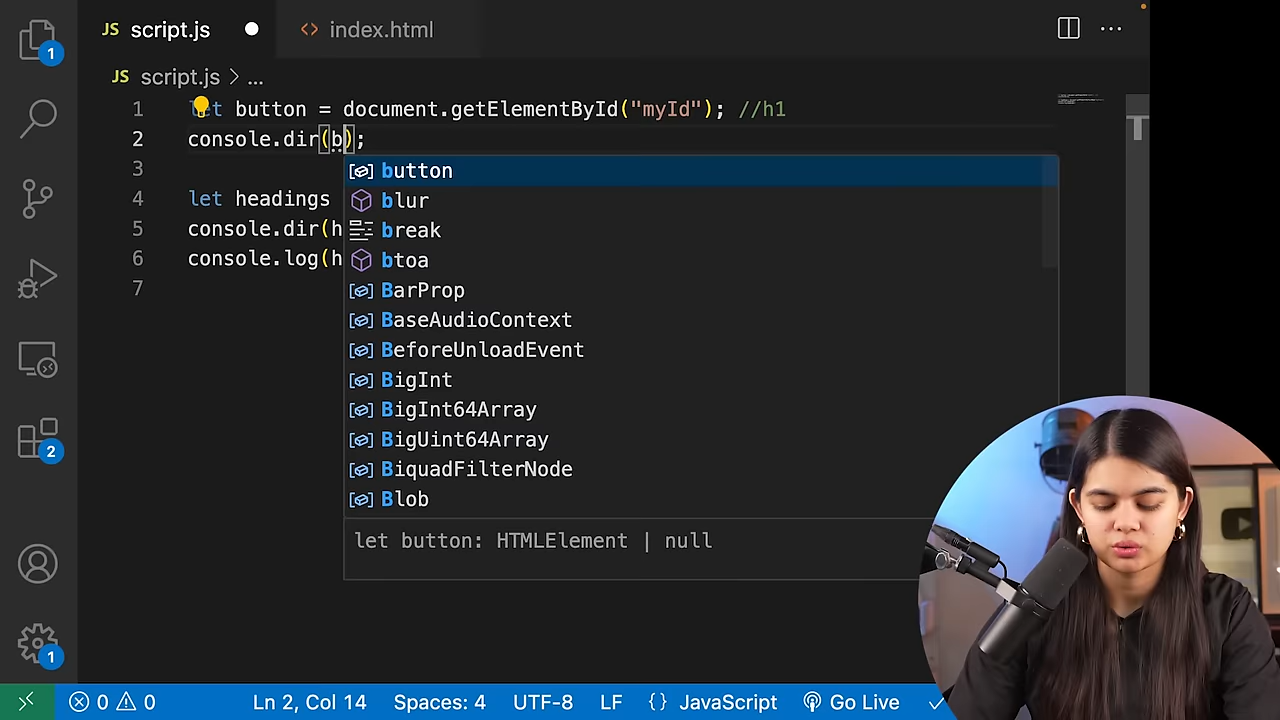 JS script.js
<> index.html
JS script.js > ...
1 let button = document.getElementById("myId"); //h1
2 console.dir(b);
3
4 let headings
5 console.dir(h
6 console.log(h
7
button
blur
break
btoa
BarProp
BaseAudioContext
BeforeUnloadEvent
BigInt
BigInt64Array
BigUint64Array
BiquadFilterNode
Blob
let button: HTMLElement | null
1
2
1
0 0 Ln 2, Col 14 Spaces: 4 UTF-8 LF {} JavaScript Go Live